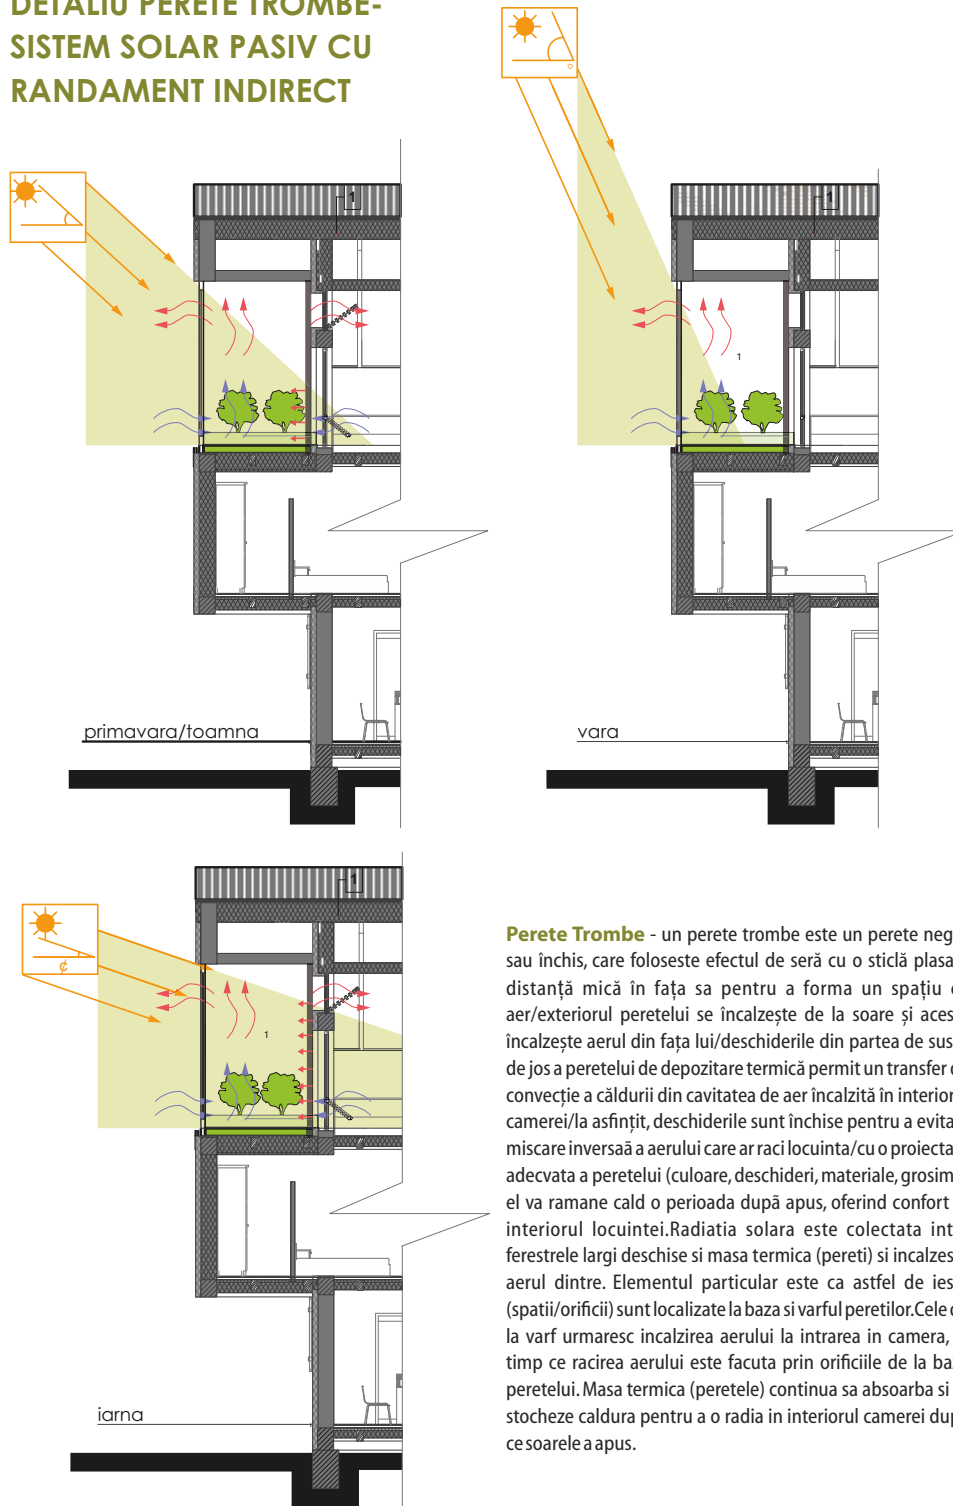 DETALIU PERETE TROMBE-
SISTEM SOLAR PASIV CU
RANDAMENT INDIRECT
1
primavara/toamna
1
1
vara
1
1
¢
iarna
Perete Trombe - un perete trombe este un perete neg
sau închis, care foloseste efectul de seră cu o sticlă plasa
distanță mică în fața sa pentru a forma un spațiu
aer/exteriorul peretelui se încalzește de la soare și aces
încalzește aerul din fața lui/deschiderile din partea de sus
de jos a peretelui de depozitare termică permit un transfer
convecție a căldurii din cavitatea de aer încalzită în interior
camerei/la asfințit, deschiderile sunt închise pentru a evita
miscare inversaă a aerului care ar raci locuinta/cu o proiecta
adecvata a peretelui (culoare, deschideri, materiale, grosim
el va ramane cald o perioada după apus, oferind confort
interiorul locuintei.Radiatia solara este colectata int
ferestrele largi deschise si masa termica (pereti) si incalzes
aerul dintre. Elementul particular este ca astfel de ies
(spatii/orificii) sunt localizate la baza si varful peretilor.Cele
la varf urmaresc incalzirea aerului la intrarea in camera,
timp ce racirea aerului este facuta prin orificiile de la ba
peretelui. Masa termica (peretele) continua sa absoarba si
stocheze caldura pentru a o radia in interiorul camerei dup
ce soarele a apus.